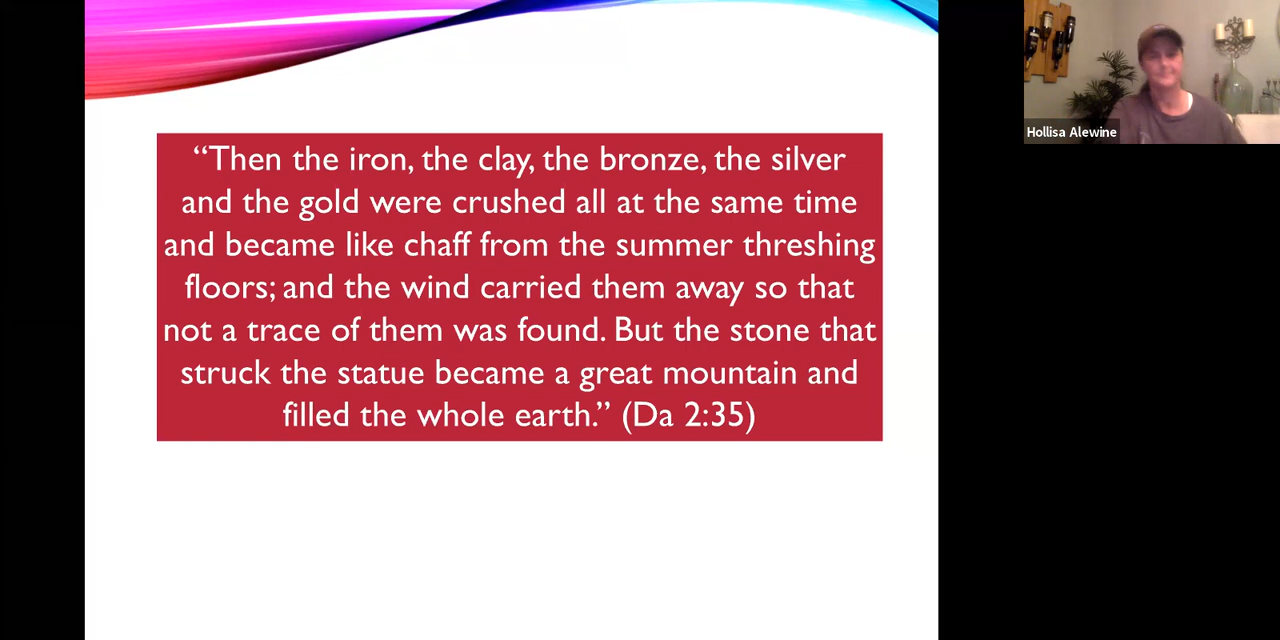 “Then the iron, the clay, the bronze, the silver
and the gold were crushed all at the same time
and became like chaff from the summer threshing
floors; and the wind carried them away so that
not a trace of them was found. But the stone that
struck the statue became a great mountain and
filled the whole earth.” (Da 2:35)
Hollisa Alewine